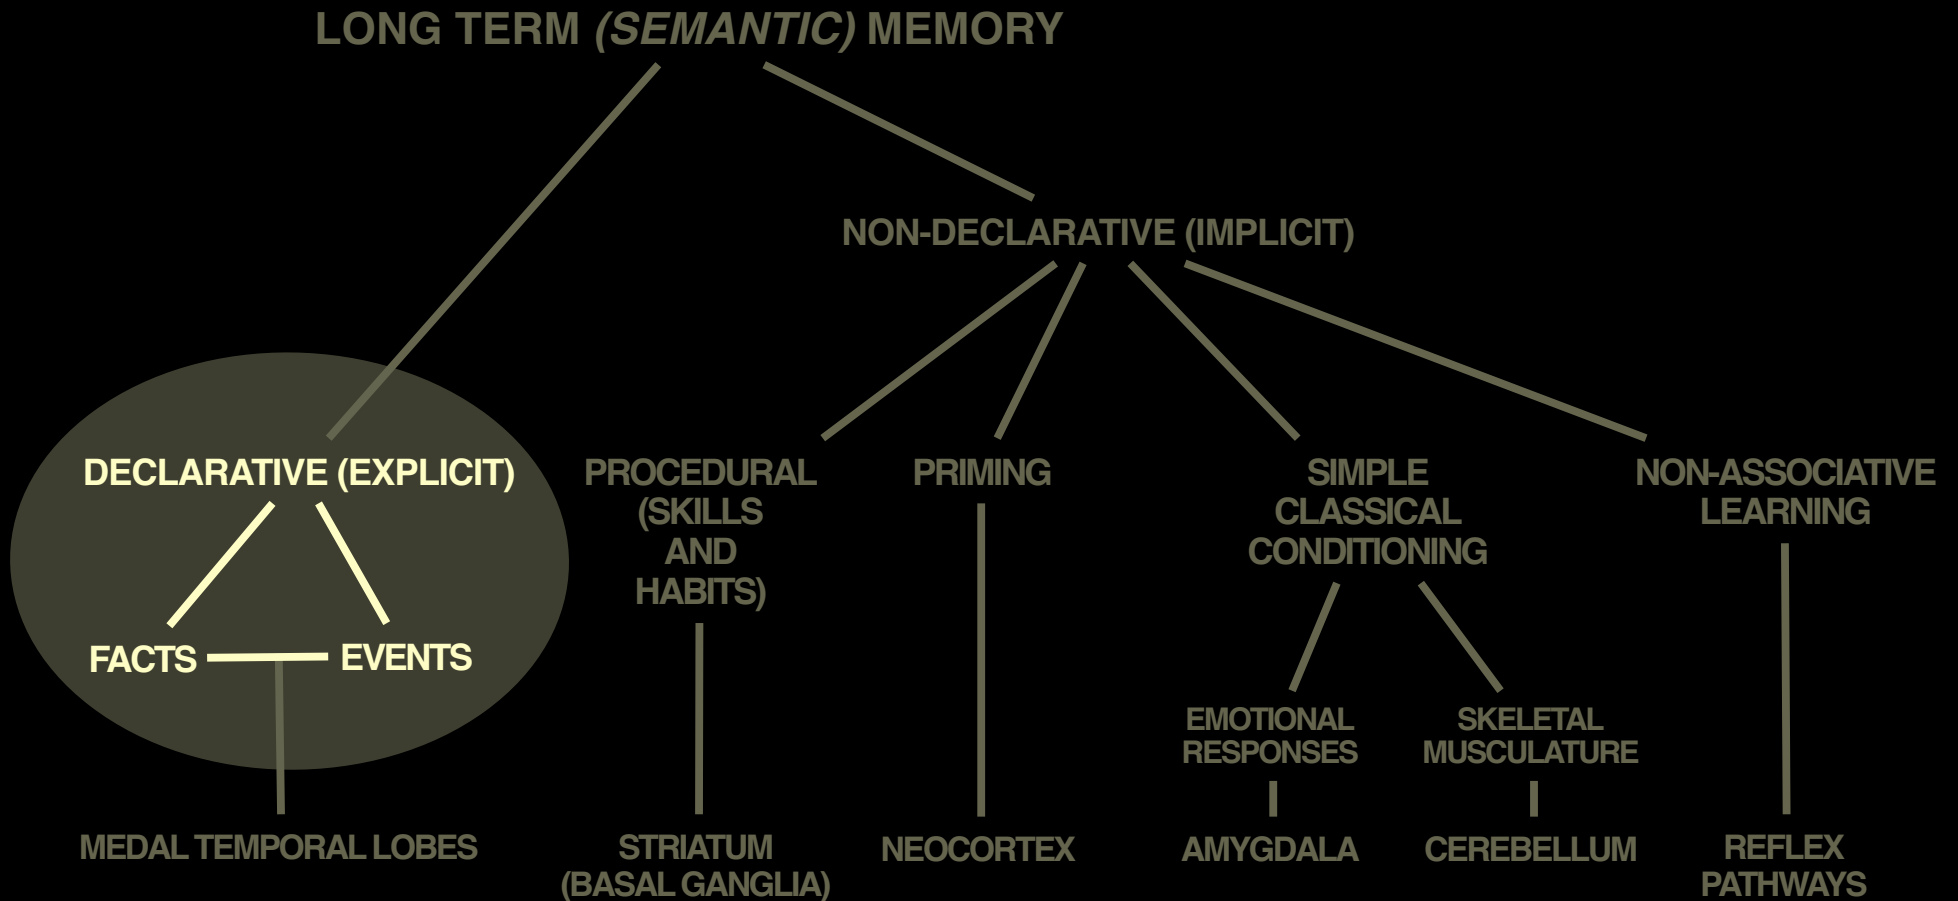 LONG TERM (SEMANTIC) MEMORY
NON-DECLARATIVE (IMPLICIT)
DECLARATIVE (EXPLICIT)
FACTS
EVENTS
MEDAL TEMPORAL LOBES
PROCEDURAL
(SKILLS
AND
HABITS)
STRIATUM
(BASAL GANGLIA)
PRIMING
NEOCORTEX
SIMPLE
CLASSICAL
CONDITIONING
EMOTIONAL
RESPONSES
AMYGDALA
SKELETAL
MUSCULATURE
CEREBELLUM
NON-ASSOCIATIVE
LEARNING
REFLEX
PATHWAYS